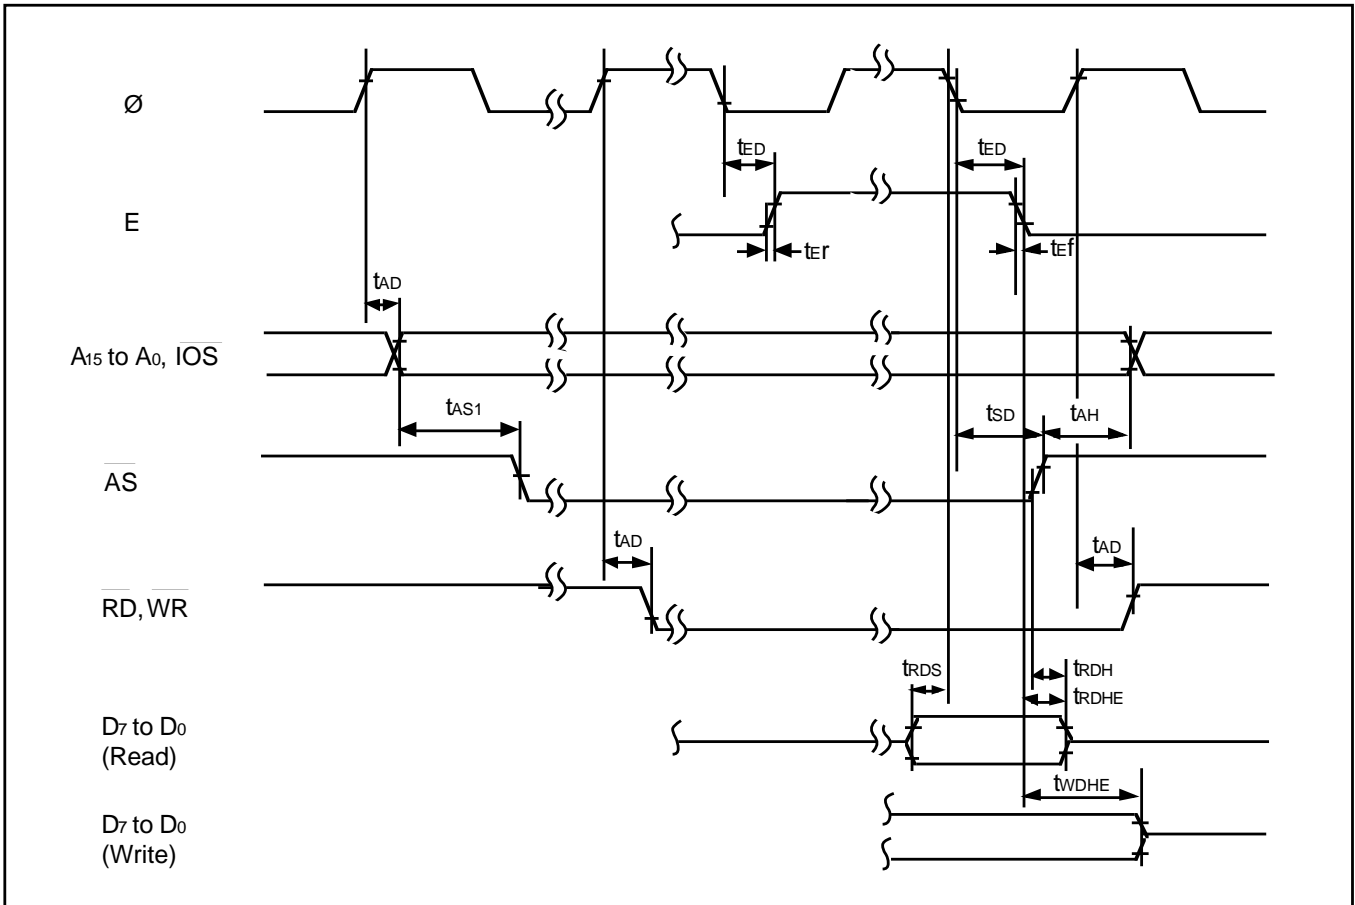 Ø
tED tED
E
tEr tEf
tAD
A15 to A0, IOS
tAS1 tSD tAH
AS
tAD tAD
RD, WR
tRDS tRDH
tRDHE
D7 to D0
(Read)
tWDHE
D7 to D0
(Write)